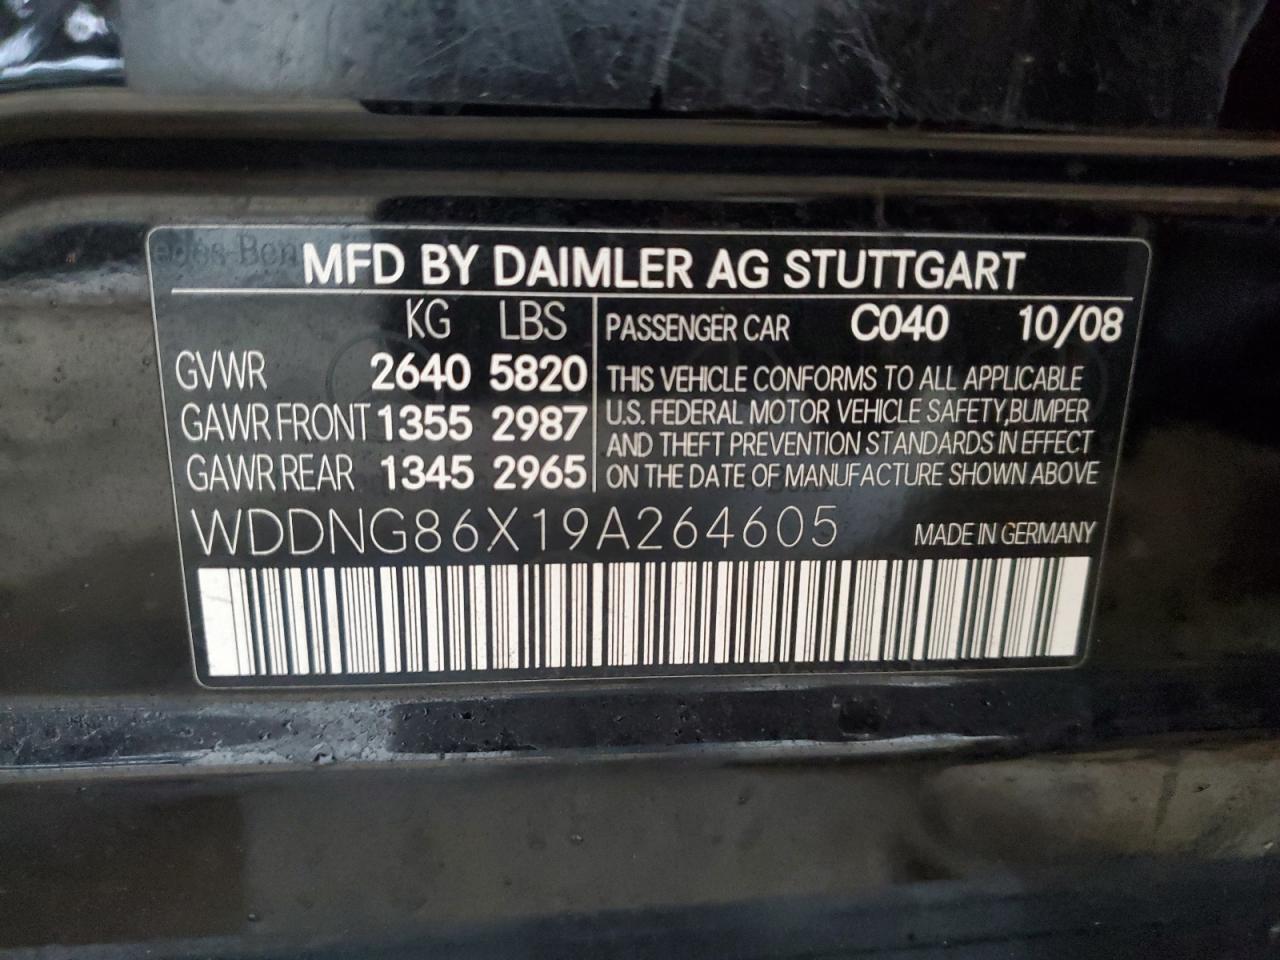 MFD BY DAIMLER AG STUTTGART
KG LBS
GVWR 2640 5820
GAWR FRONT 1355 2987
GAWR REAR 1345 2965
PASSENGER CAR C040 10/08
THIS VEHICLE CONFORMS TO ALL APPLICABLE
U.S. FEDERAL MOTOR VEHICLE SAFETY,BUMPER
AND THEFT PREVENTION STANDARDS IN EFFECT
ON THE DATE OF MANUFACTURE SHOWN ABOVE
WDDNG86X19A264605 MADE IN GERMANY